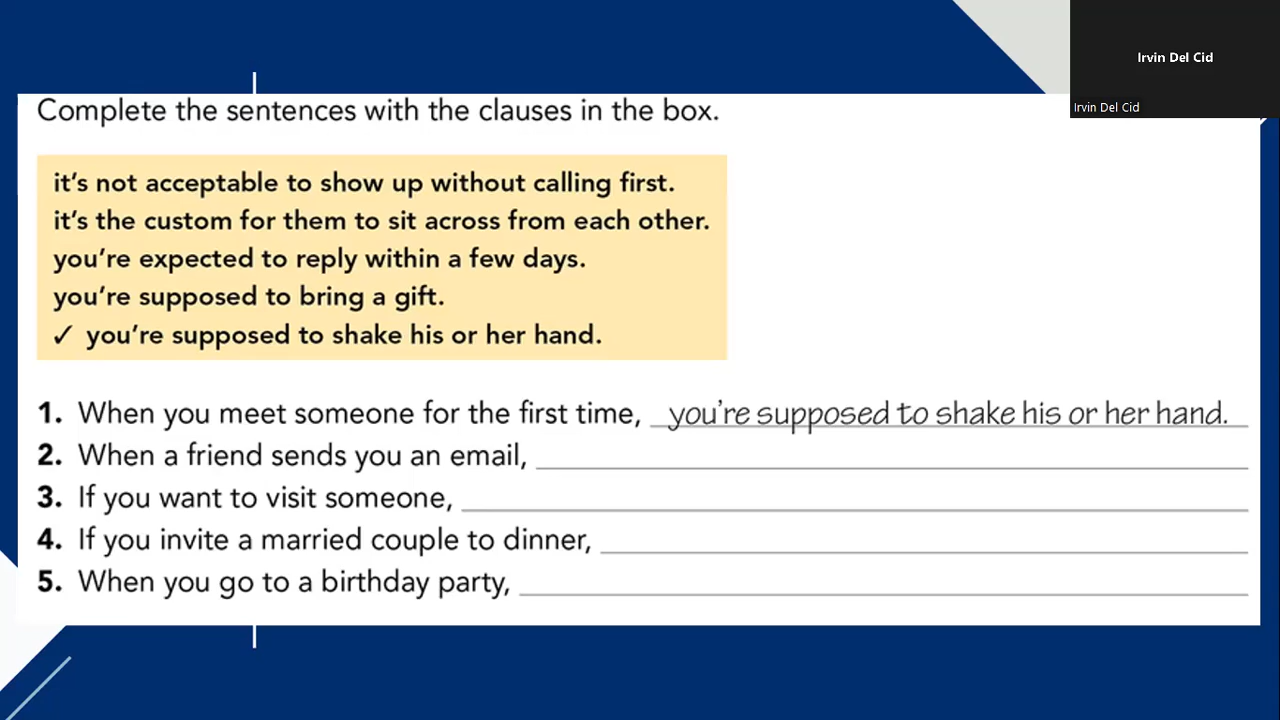 Irvin Del Cid
Irvin Del Cid
Complete the sentences with the clauses in the box.
it's not acceptable to show up without calling first.
it's the custom for them to sit across from each other.
you're expected to reply within a few days.
you're supposed to bring a gift.
✓ you're supposed to shake his or her hand.
1. When you meet someone for the first time, you're supposed to shake his or her hand.
2. When a friend sends you an email,
3. If you want to visit someone,
4. If you invite a married couple to dinner,
5. When you go to a birthday party,